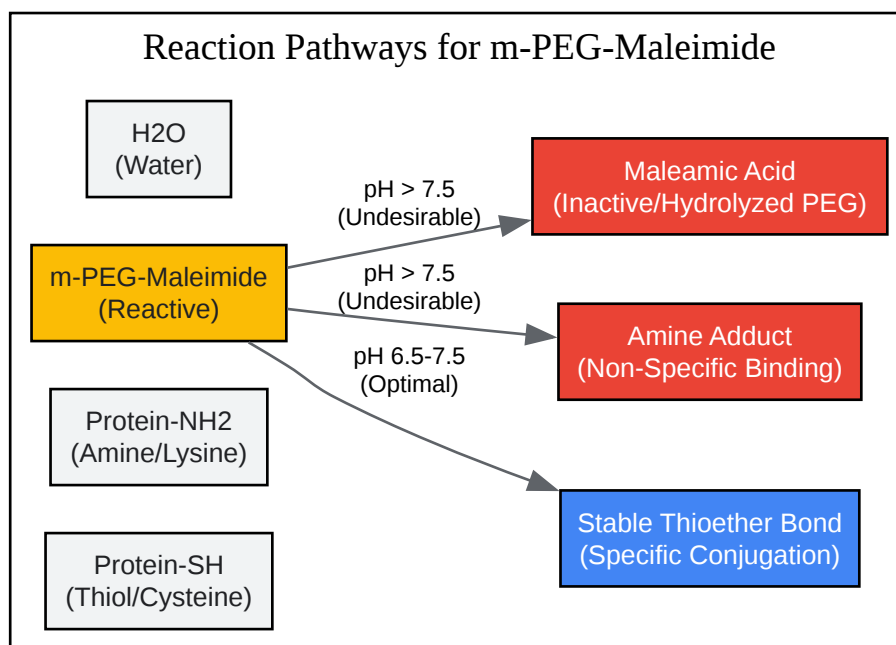 Reaction Pathways for m-PEG-Maleimide
H2O
(Water)
m-PEG-Maleimide
(Reactive)
Protein-NH2
(Amine/Lysine)
Protein-SH
(Thiol/Cysteine)
pH > 7.5
(Undesirable)
pH > 7.5
(Undesirable)
pH 6.5-7.5
(Optimal)
Maleamic Acid
(Inactive/Hydrolyzed PEG)
Amine Adduct
(Non-Specific Binding)
Stable Thioether Bond
(Specific Conjugation)